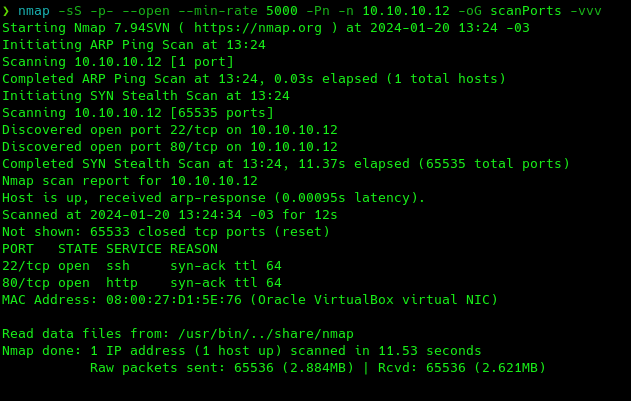 ❯ nmap -sS -p- --open --min-rate 5000 -Pn -n 10.10.10.12 -oG scanPorts -vvv
Starting Nmap 7.94SVN ( https://nmap.org ) at 2024-01-20 13:24 -03
Initiating ARP Ping Scan at 13:24
Scanning 10.10.10.12 [1 port]
Completed ARP Ping Scan at 13:24, 0.03s elapsed (1 total hosts)
Initiating SYN Stealth Scan at 13:24
Scanning 10.10.10.12 [65535 ports]
Discovered open port 22/tcp on 10.10.10.12
Discovered open port 80/tcp on 10.10.10.12
Completed SYN Stealth Scan at 13:24, 11.37s elapsed (65535 total ports)
Nmap scan report for 10.10.10.12
Host is up, received arp-response (0.00095s latency).
Scanned at 2024-01-20 13:24:34 -03 for 12s
Not shown: 65533 closed tcp ports (reset)
PORT   STATE SERVICE REASON
22/tcp open  ssh     syn-ack ttl 64
80/tcp open  http    syn-ack ttl 64
MAC Address: 08:00:27:D1:5E:76 (Oracle VirtualBox virtual NIC)

Read data files from: /usr/bin/../share/nmap
Nmap done: 1 IP address (1 host up) scanned in 11.53 seconds
           Raw packets sent: 65536 (2.884MB) | Rcvd: 65536 (2.621MB)